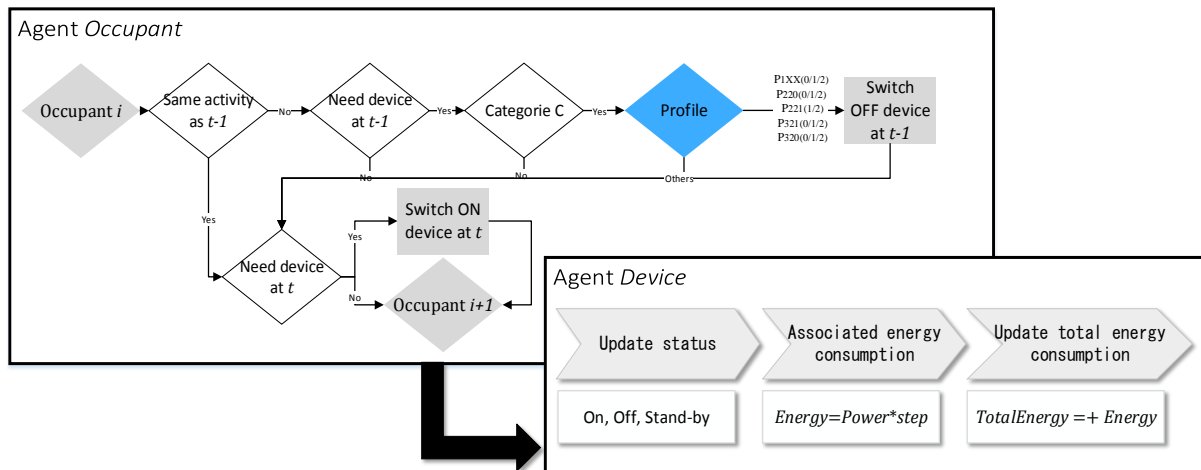 Agent Occupant
Occupant i
Same activity
as t-1
No
Need device
at t-1
Yes
Categorie C
Yes
Profile
P1XX(0/1/2)
P220(0/1/2)
P221(1/2)
P321(0/1/2)
P320(0/1/2)
Switch
OFF device
at t-1
No
No
Others
Yes
Need device
at t
Yes
Switch ON
device at t
No
Occupant i+1
Agent Device
Update status
Associated energy
consumption
Update total energy
consumption
On, Off, Stand-by
Energy=Power*step
TotalEnergy =+ Energy